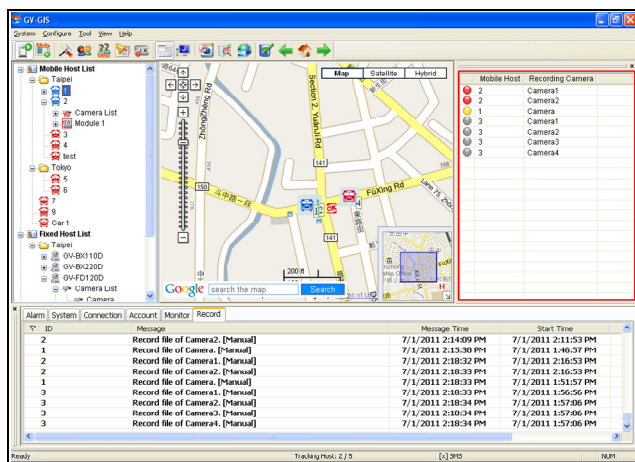 GV-GIS
System Configure Tool View Help
Mobile Host List
Taipei
1
2
Camera List
Module 1
3
4
test
Tokyo
5
6
7
9
Car 1
Fixed Host List
Taipei
GV-BX110D
GV-BX220D
GV-FD120D
Camera List
Camera
Map Satellite Hybrid
ZhongZheng Rd
Section 2, YuanJi Rd
141
150
斗中路一段
FuXing Rd
141
200 ft
Google search the map Search
Mobile Host Recording Camera
2 Camera1
2 Camera2
1 Camera
3 Camera1
3 Camera2
3 Camera3
3 Camera4
Alarm System Connection Account Monitor Record
ID Message Message Time Start Time
2 Record file of Camera2. [Manual] 7/1/2011 2:14:09 PM 7/1/2011 2:11:53 PM
1 Record file of Camera. [Manual] 7/1/2011 2:15:30 PM 7/1/2011 1:46:57 PM
2 Record file of Camera1. [Manual] 7/1/2011 2:18:32 PM 7/1/2011 2:16:53 PM
2 Record file of Camera2. [Manual] 7/1/2011 2:18:33 PM 7/1/2011 2:16:53 PM
1 Record file of Camera. [Manual] 7/1/2011 2:18:33 PM 7/1/2011 1:51:57 PM
3 Record file of Camera1. [Manual] 7/1/2011 2:18:33 PM 7/1/2011 1:56:56 PM
3 Record file of Camera2. [Manual] 7/1/2011 2:18:33 PM 7/1/2011 1:57:06 PM
3 Record file of Camera3. [Manual] 7/1/2011 2:18:34 PM 7/1/2011 1:57:06 PM
3 Record file of Camera4. [Manual] 7/1/2011 2:18:34 PM 7/1/2011 1:57:06 PM
Ready Tracking Host: 2 / 9 [x] SMS NUM